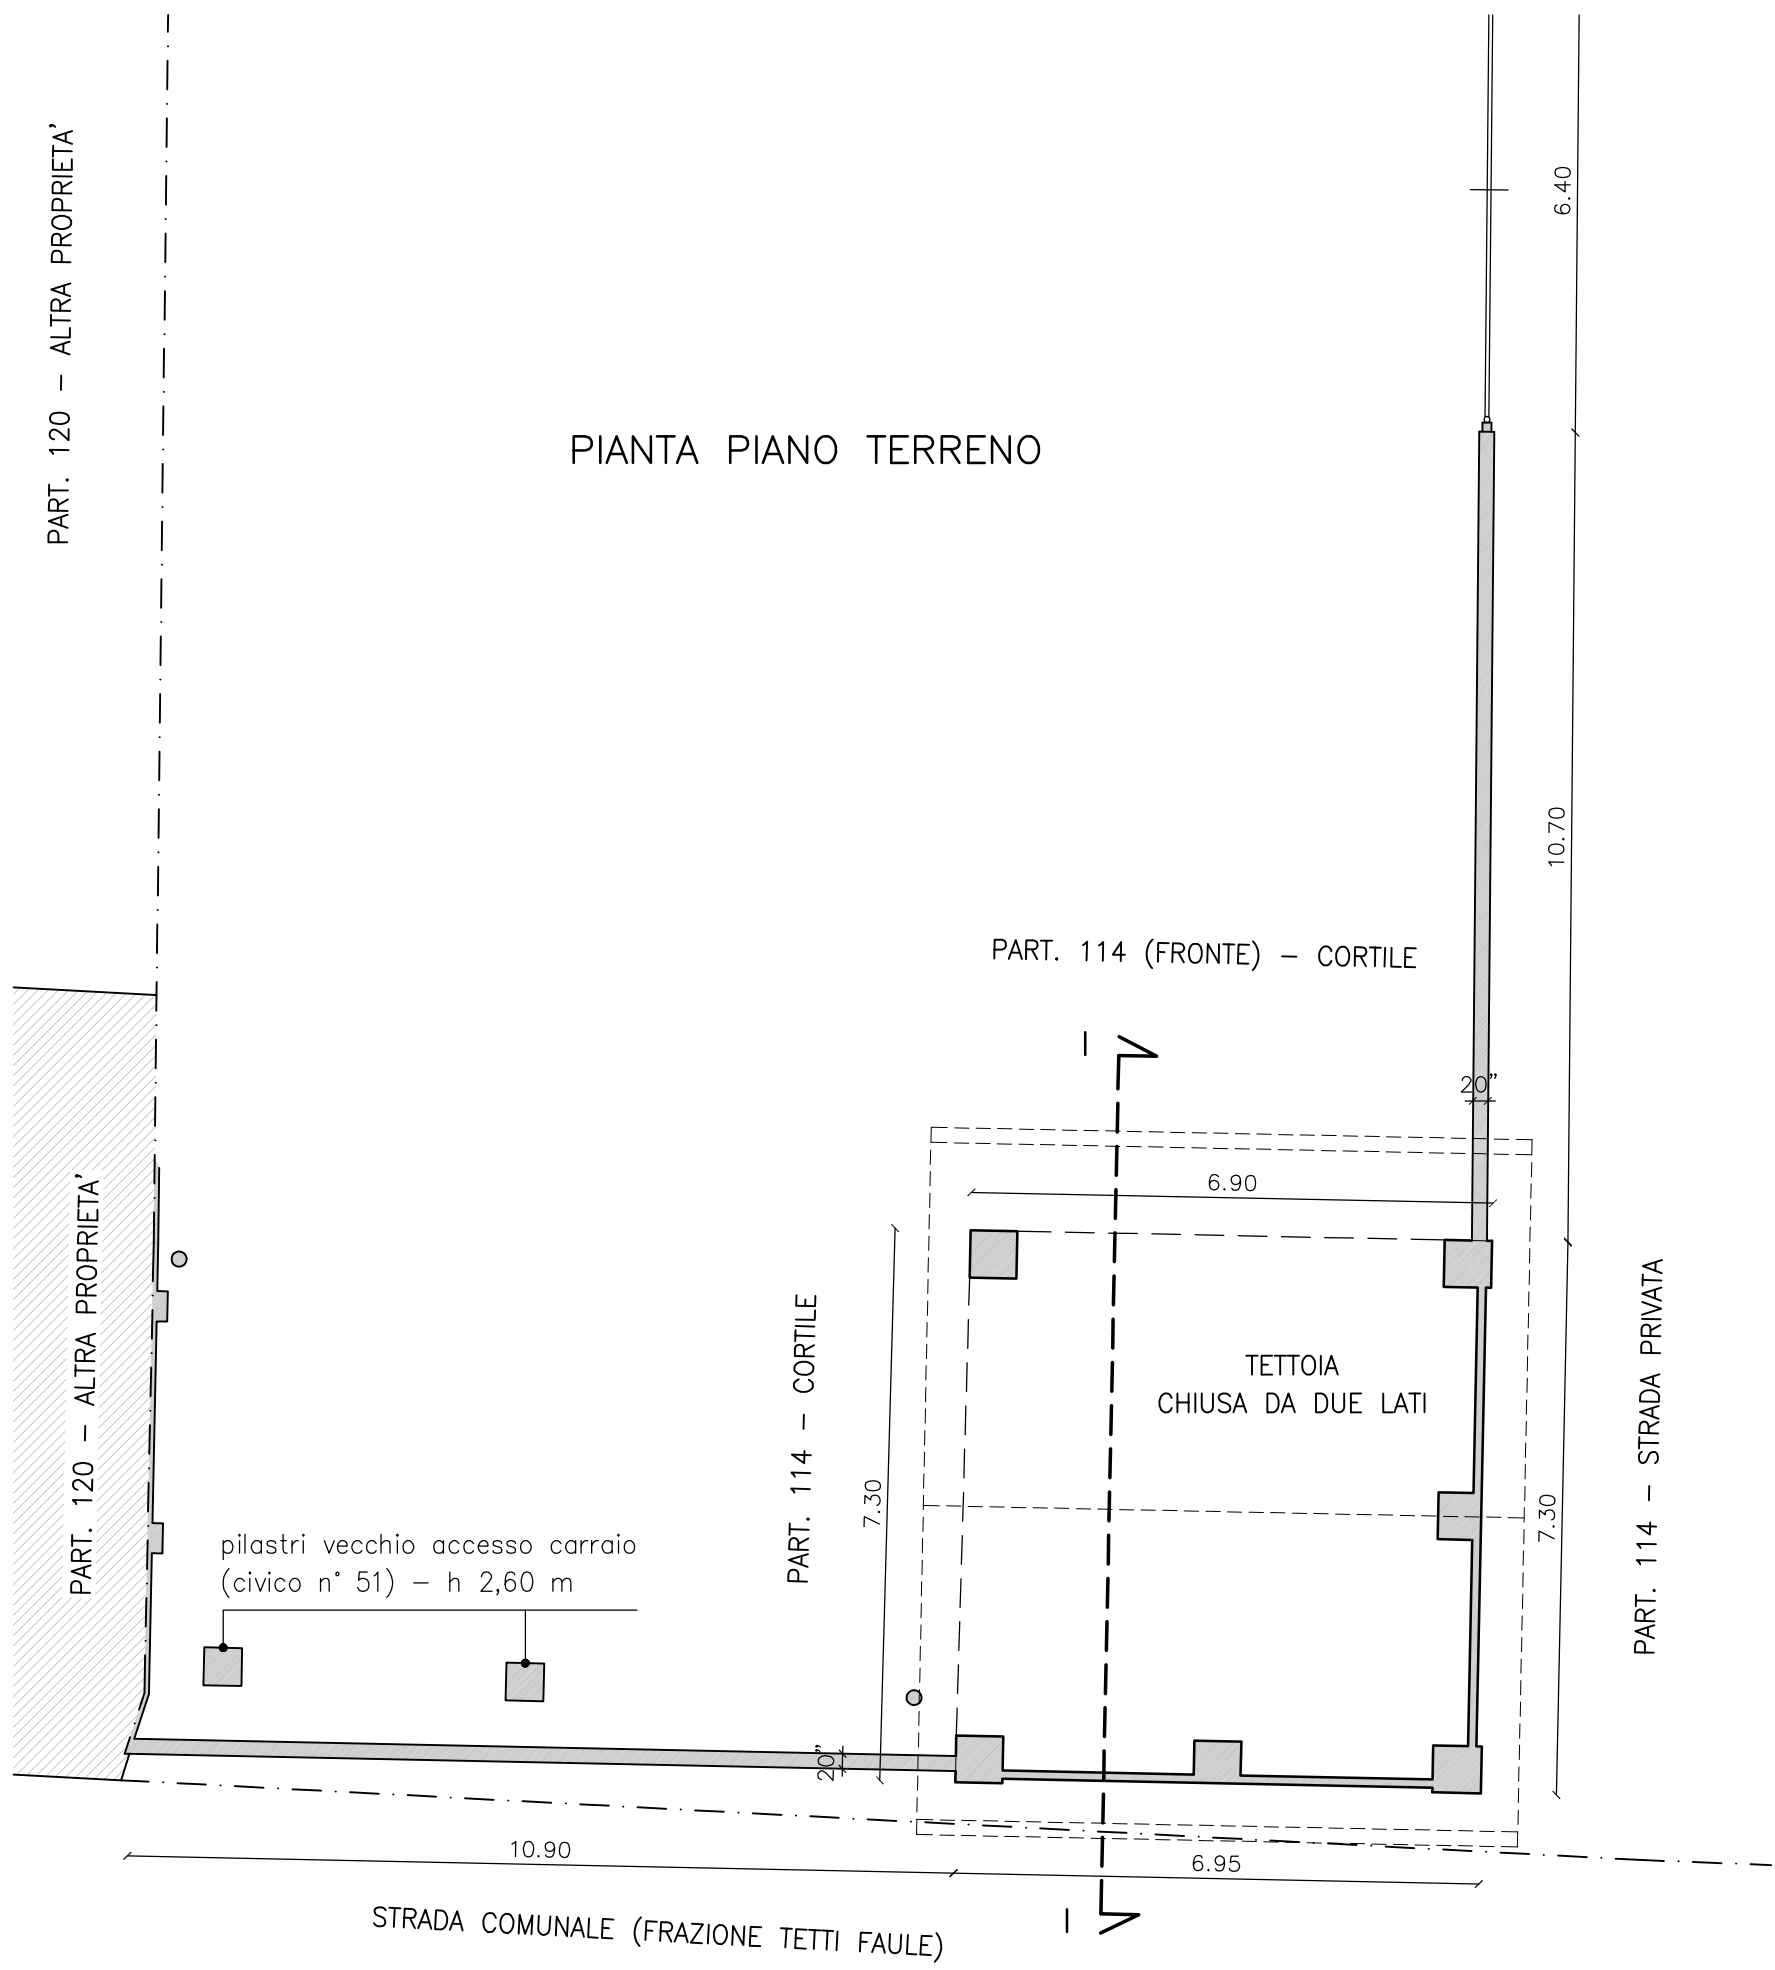 PART. 120 – ALTRA PROPRIETA'
6.40
PIANTA PIANO TERRENO
10.70
PART. 114 (FRONTE) – CORTILE
I
20"
6.90
PART. 120 – ALTRA PROPRIETA'
PART. 114 – CORTILE
7.30
TETTOIA
CHIUSA DA DUE LATI
7.30
PART. 114 – STRADA PRIVATA
pilastri vecchio accesso carraio
(civico n° 51) – h 2,60 m
20"
10.90
6.95
I
STRADA COMUNALE (FRAZIONE TETTI FAULE)